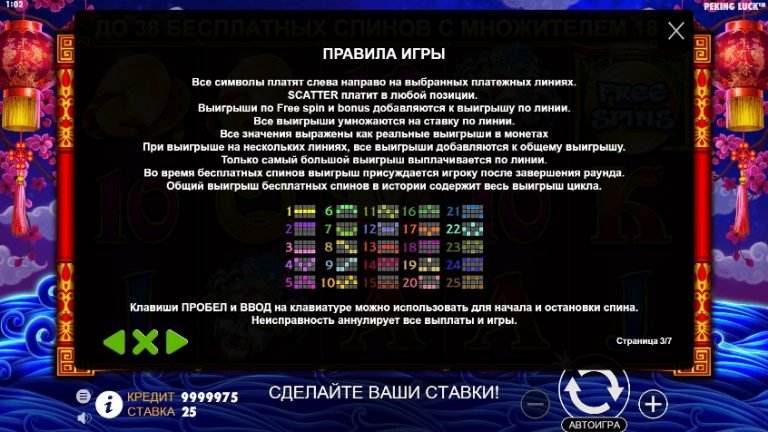 1:02
PEKING LUCK™
ДО 38 БЕСПЛАТНЫХ СПИНОВ С МНОЖИТЕЛЕМ 18
ПРАВИЛА ИГРЫ
Все символы платят слева направо на выбранных платежных линиях.
SCATTER платит в любой позиции.
Выигрыши по Free spin и bonus добавляются к выигрышу по линии.
Все выигрыши умножаются на ставку по линии.
Все значения выражены как реальные выигрыши в монетах
При выигрыше на нескольких линиях, все выигрыши добавляются к общему выигрышу.
Только самый большой выигрыш выплачивается по линии.
Во время бесплатных спинов выигрыш присуждается игроку после завершения раунда.
Общий выигрыш бесплатных спинов в истории содержит весь выигрыш цикла.
FREE
SPINS
1 6 11 16 21
2 7 12 17 22
3 8 13 18 23
4 9 14 19 24
5 10 15 20 25
Клавиши ПРОБЕЛ и ВВОД на клавиатуре можно использовать для начала и остановки спина.
Неисправность аннулирует все выплаты и игры.
Страница 3/7
КРЕДИТ 9999975
СТАВКА 25
СДЕЛАЙТЕ ВАШИ СТАВКИ!
АВТОИГРА